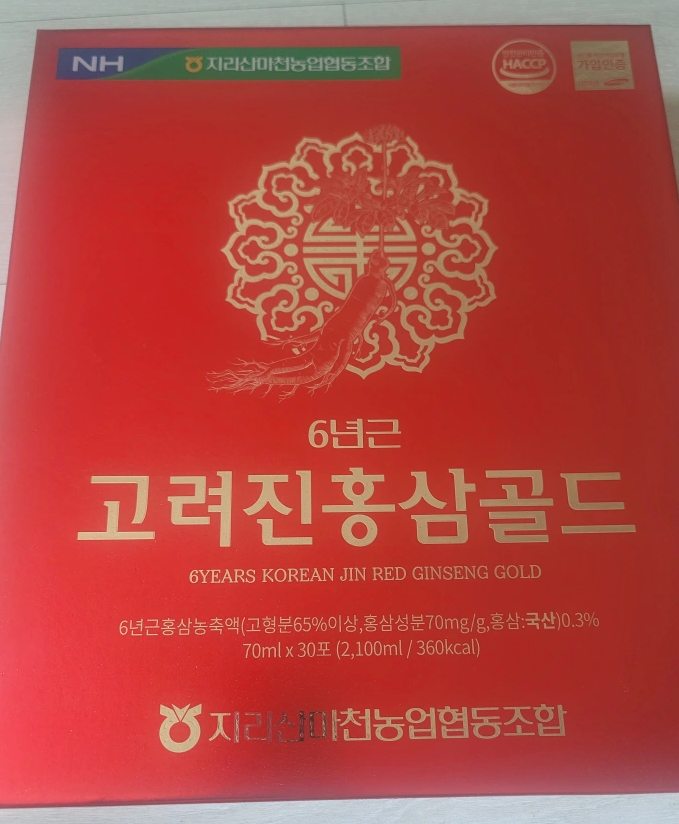 NH 지리산마천농업협동조합
HACCP
가입인증
6년근
고려진홍삼골드
6YEARS KOREAN JIN RED GINSENG GOLD
6년근홍삼농축액(고형분65%이상,홍삼성분70mg/g,홍삼:국산)0.3%
70ml x 30포 (2,100ml / 360kcal)
지리산마천농업협동조합